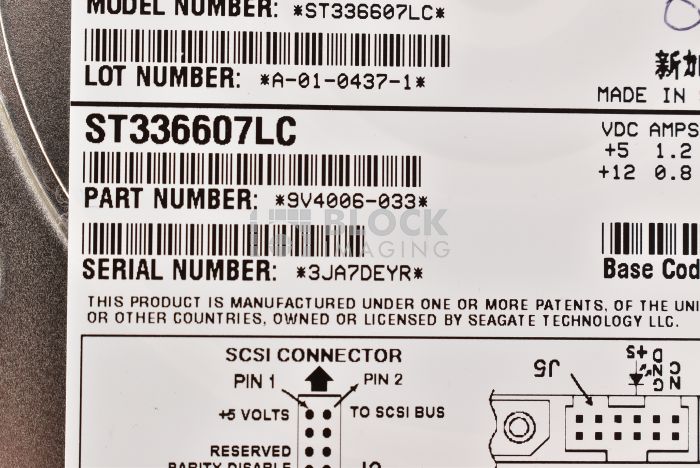 MODEL NUMBER: *ST336607LC*
LOT NUMBER: *A-01-0437-1*
新加
MADE IN
ST336607LC
VDC AMPS
+5 1.2
+12 0.8
PART NUMBER: *9V4006-033*
BLOCK
IMAGING
SERIAL NUMBER: *3JA7DEYR*
Base Cod
THIS PRODUCT IS MANUFACTURED UNDER ONE OR MORE PATENTS, OF THE UNI
OR OTHER COUNTRIES, OWNED OR LICENSED BY SEAGATE TECHNOLOGY LLC.
SCSI CONNECTOR
PIN 1 PIN 2
+5 VOLTS TO SCSI BUS
RESERVED
PARITY DISABLE
J5